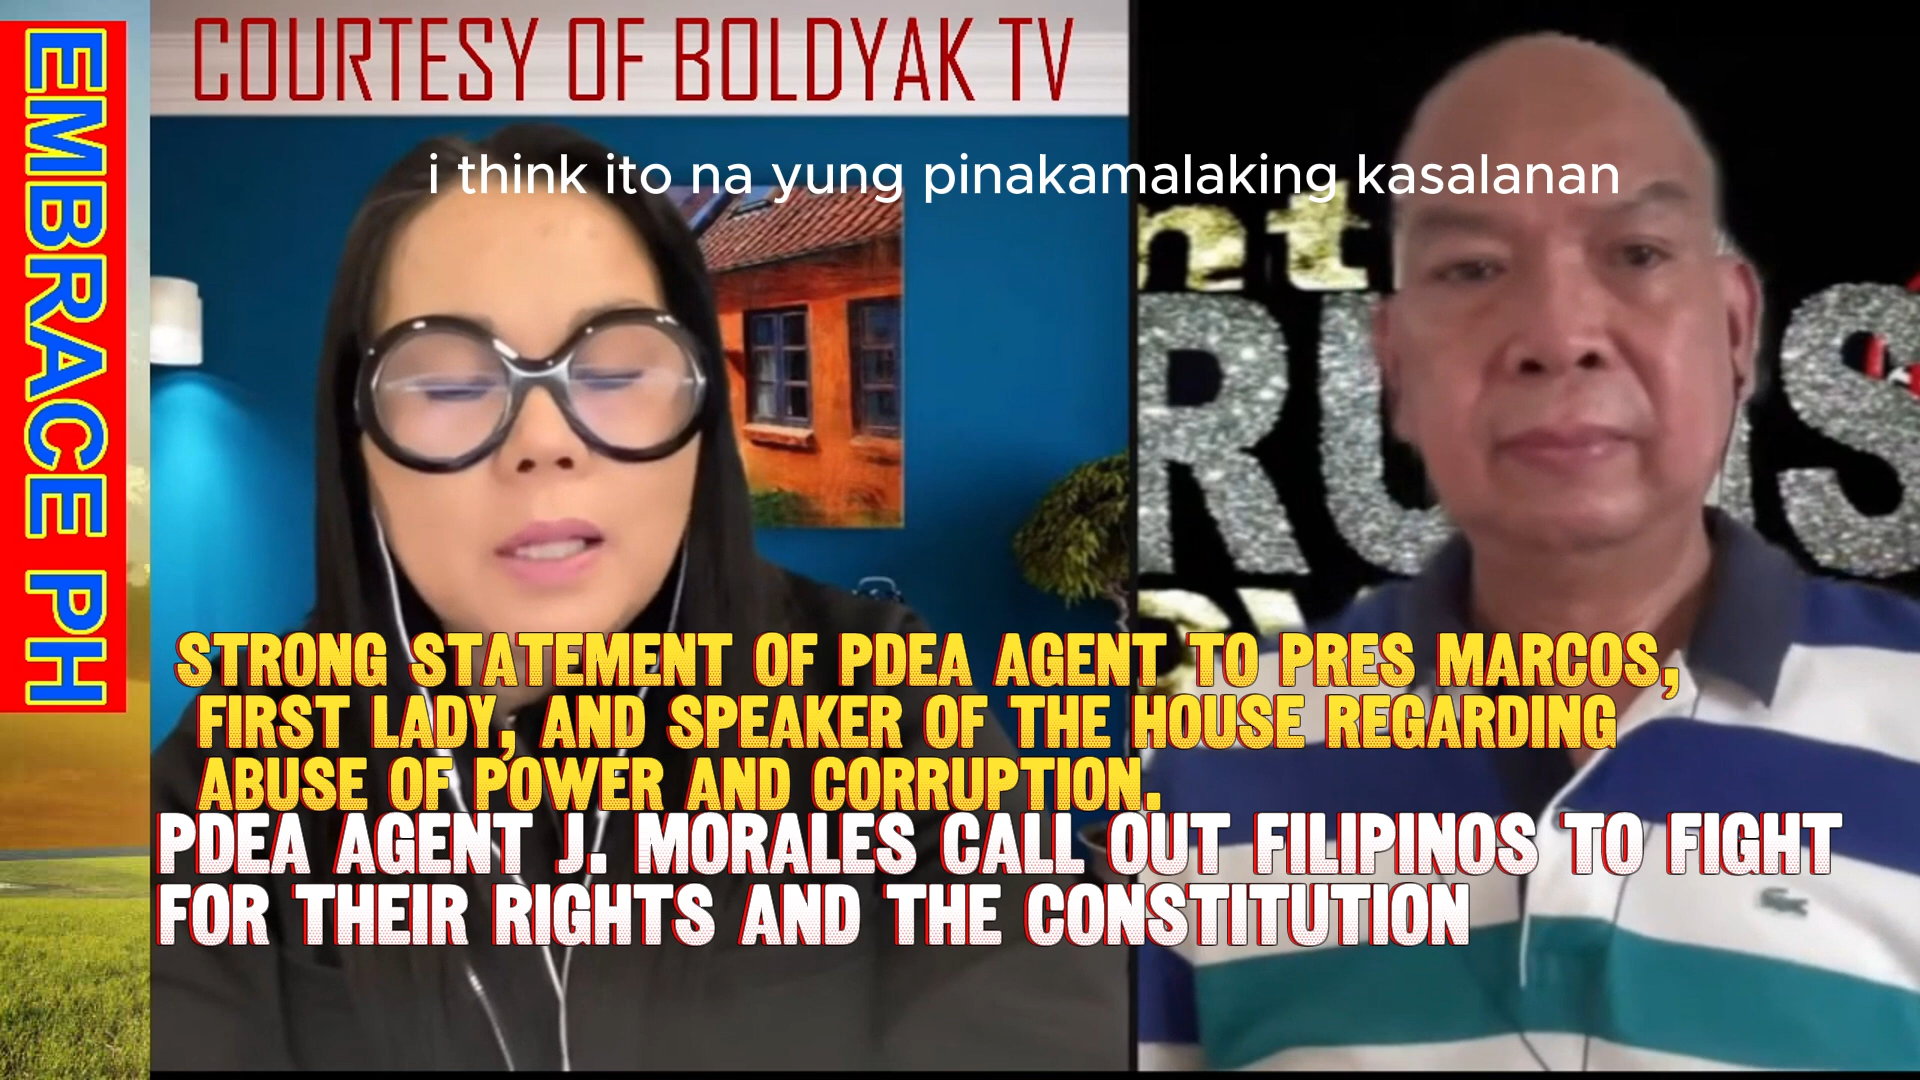 EMBRACE PH
COURTESY OF BOLDYAK TV
i think ito na yung pinakamalaking kasalanan
STRONG STATEMENT OF PDEA AGENT TO PRES MARCOS,
FIRST LADY, AND SPEAKER OF THE HOUSE REGARDING
ABUSE OF POWER AND CORRUPTION.
PDEA AGENT J. MORALES CALL OUT FILIPINOS TO FIGHT
FOR THEIR RIGHTS AND THE CONSTITUTION